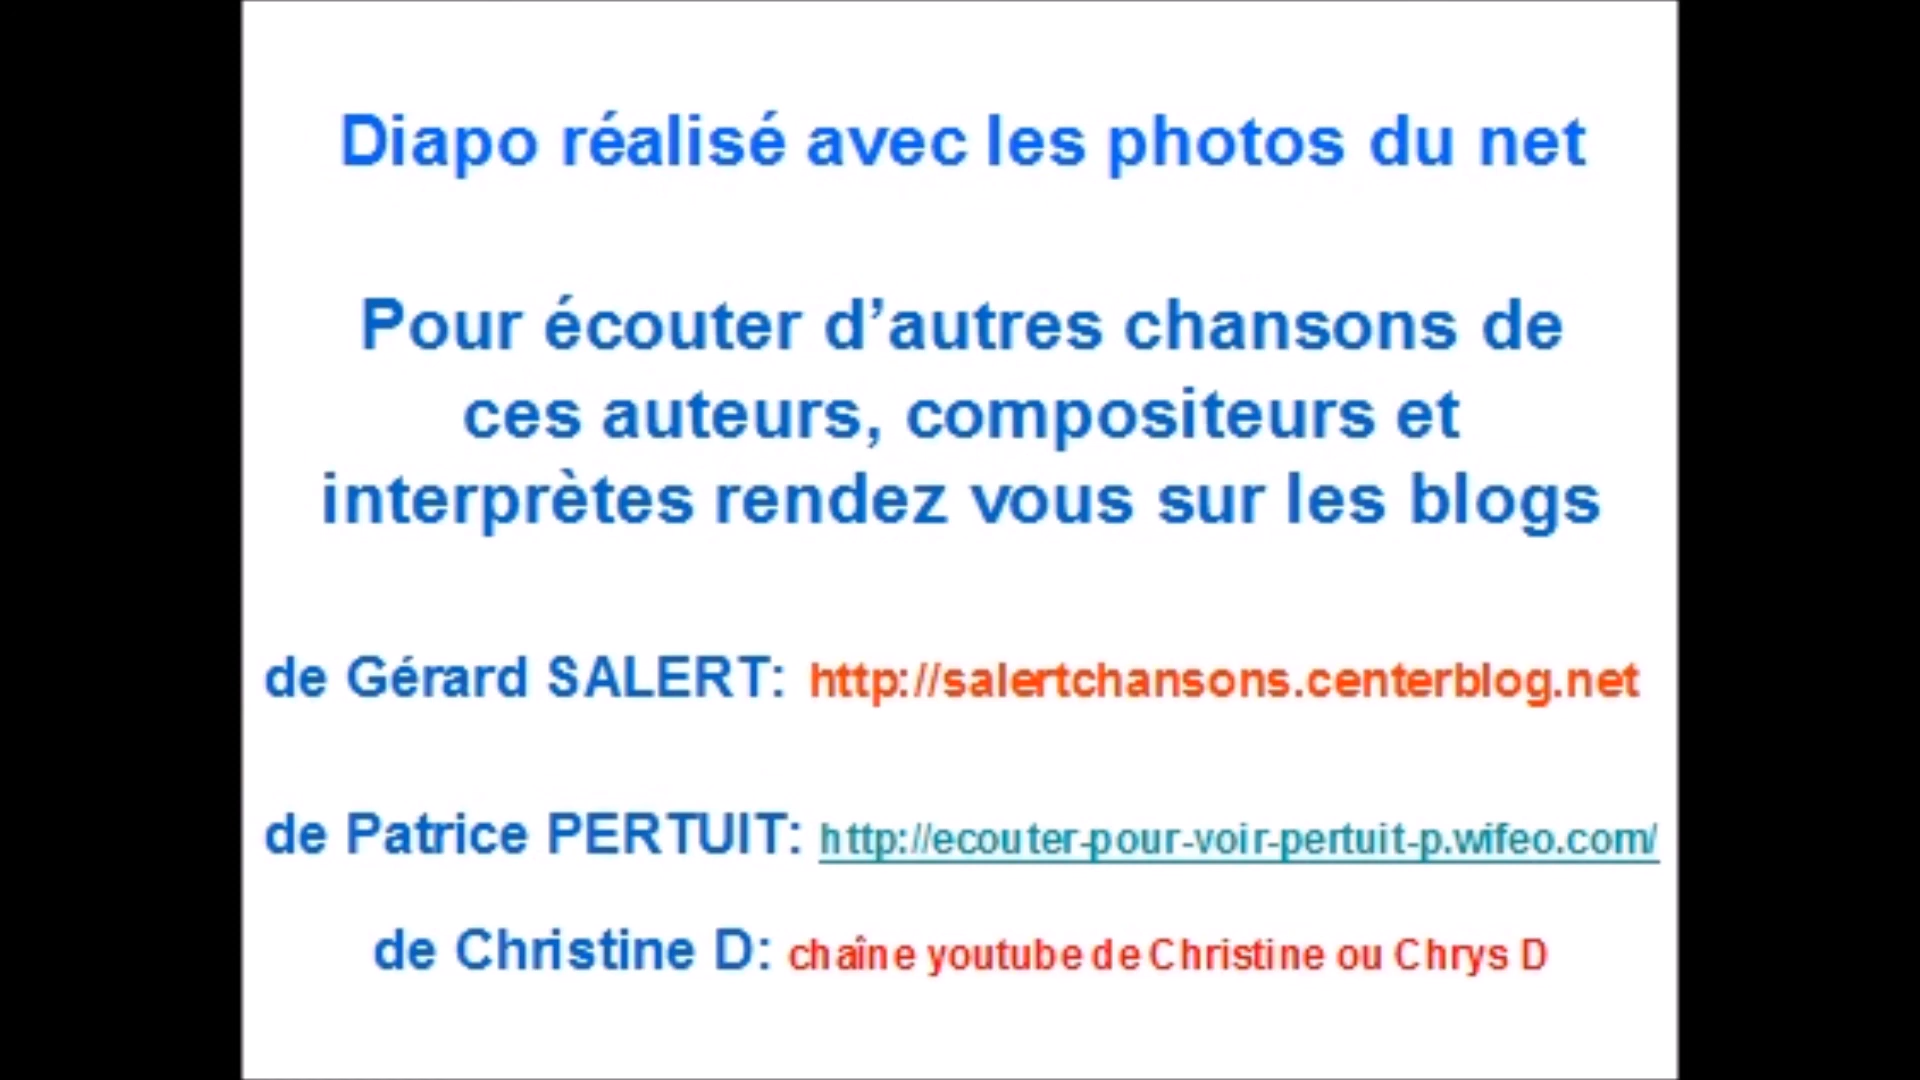 Diapo réalisé avec les photos du net
Pour écouter d’autres chansons de
ces auteurs, compositeurs et
interprètes rendez vous sur les blogs
de Gérard SALERT: http://salertchansons.centerblog.net
de Patrice PERTUIT: http://ecouter-pour-voir-pertuit-p.wifeo.com/
de Christine D: chaîne youtube de Christine ou Chrys D